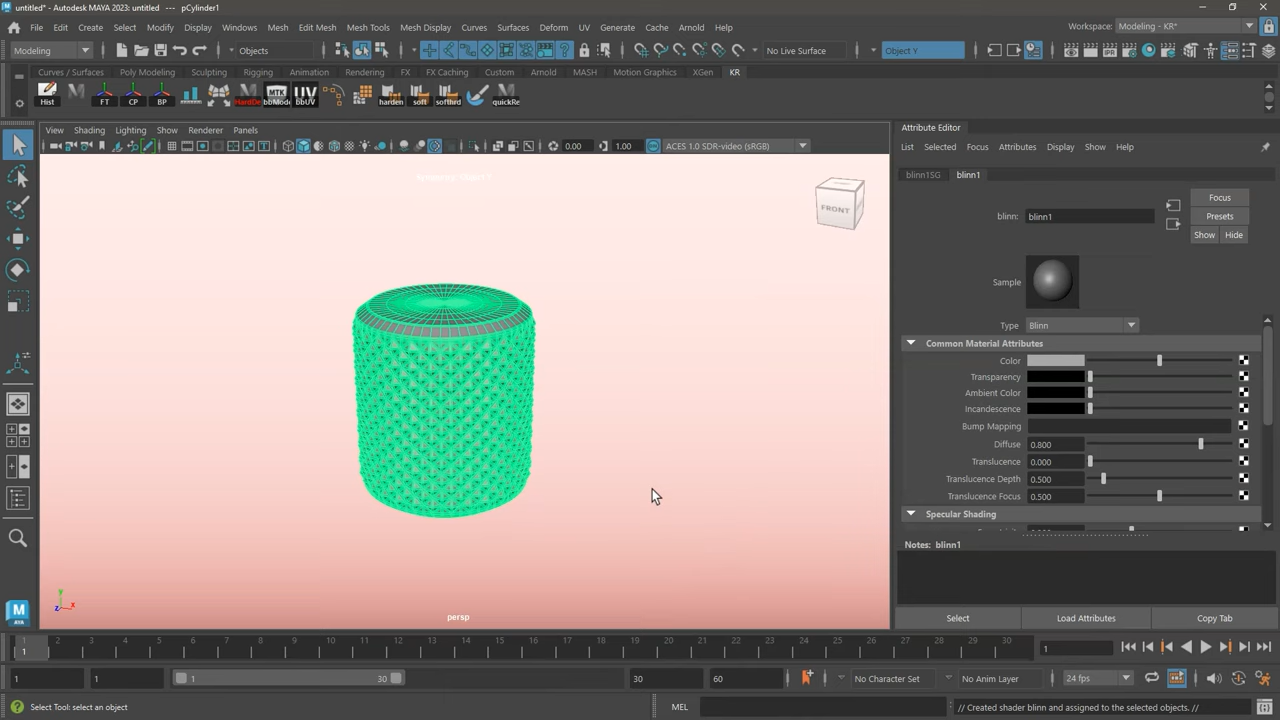 untitled* - Autodesk MAYA 2023: untitled --- pCylinder1
File Edit Create Select Modify Display Windows Mesh Edit Mesh Mesh Tools Mesh Display Curves Surfaces Deform UV Generate Cache Arnold Help
Workspace: Modeling - KR*
Modeling Objects No Live Surface Object Y
Curves / Surfaces Poly Modeling Sculpting Rigging Animation Rendering FX FX Caching Custom Arnold MASH Motion Graphics XGen KR
Hist FT CP BP HardDe bbMode bbUV harden soft softHrd quickRe
View Shading Lighting Show Renderer Panels
0.00 1.00 ACES 1.0 SDR-video (sRGB)
FRONT
persp
Attribute Editor
List Selected Focus Attributes Display Show Help
blinn1SG blinn1
Focus
blinn: blinn1
Presets
Show Hide
Sample
Type Blinn
Common Material Attributes
Color
Transparency
Ambient Color
Incandescence
Bump Mapping
Diffuse 0.800
Translucence 0.000
Translucence Depth 0.500
Translucence Focus 0.500
Specular Shading
Notes: blinn1
Select Load Attributes Copy Tab
1 2 3 4 5 6 7 8 9 10 11 12 13 14 15 16 17 18 19 20 21 22 23 24 25 26 27 28 29 30
1 1
1 1 1 30 30 60 No Character Set No Anim Layer 24 fps
Select Tool: select an object MEL // Created shader blinn and assigned to the selected objects. //